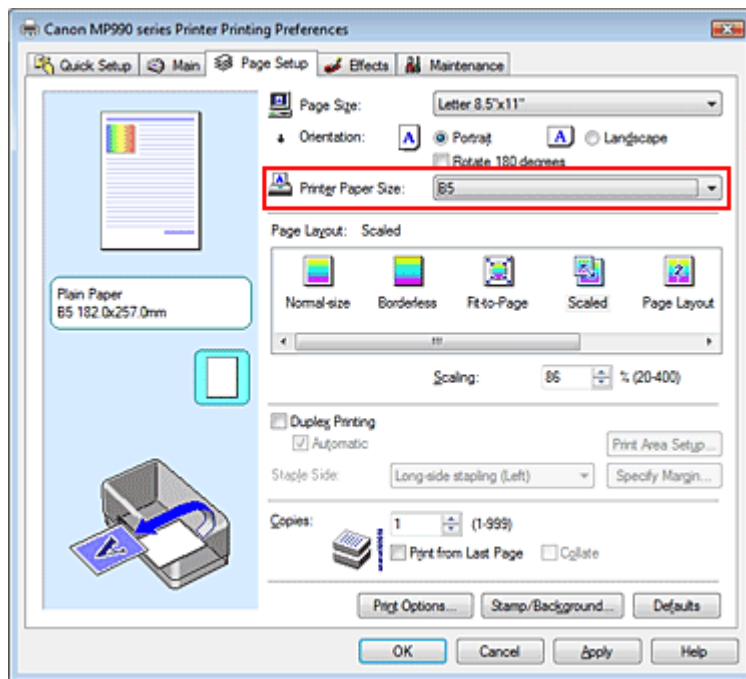 Canon MP990 series Printer Printing Preferences
Quick Setup Main Page Setup Effects Maintenance
Page Size: Letter 8.5"x11"
Orientation: A Portrait A Landscape
Rotate 180 degrees
Printer Paper Size: B5
Page Layout: Scaled
Normal-size Borderless Fit-to-Page Scaled Page Layout
Plain Paper
B5 182.0x257.0mm
Scaling: 86 % (20-400)
Duplex Printing
Automatic Print Area Setup...
Staple Side: Long-side stapling (Left) Specify Margin...
Copies: 1 (1-999)
Print from Last Page Collate
Print Options... Stamp/Background... Defaults
OK Cancel Apply Help